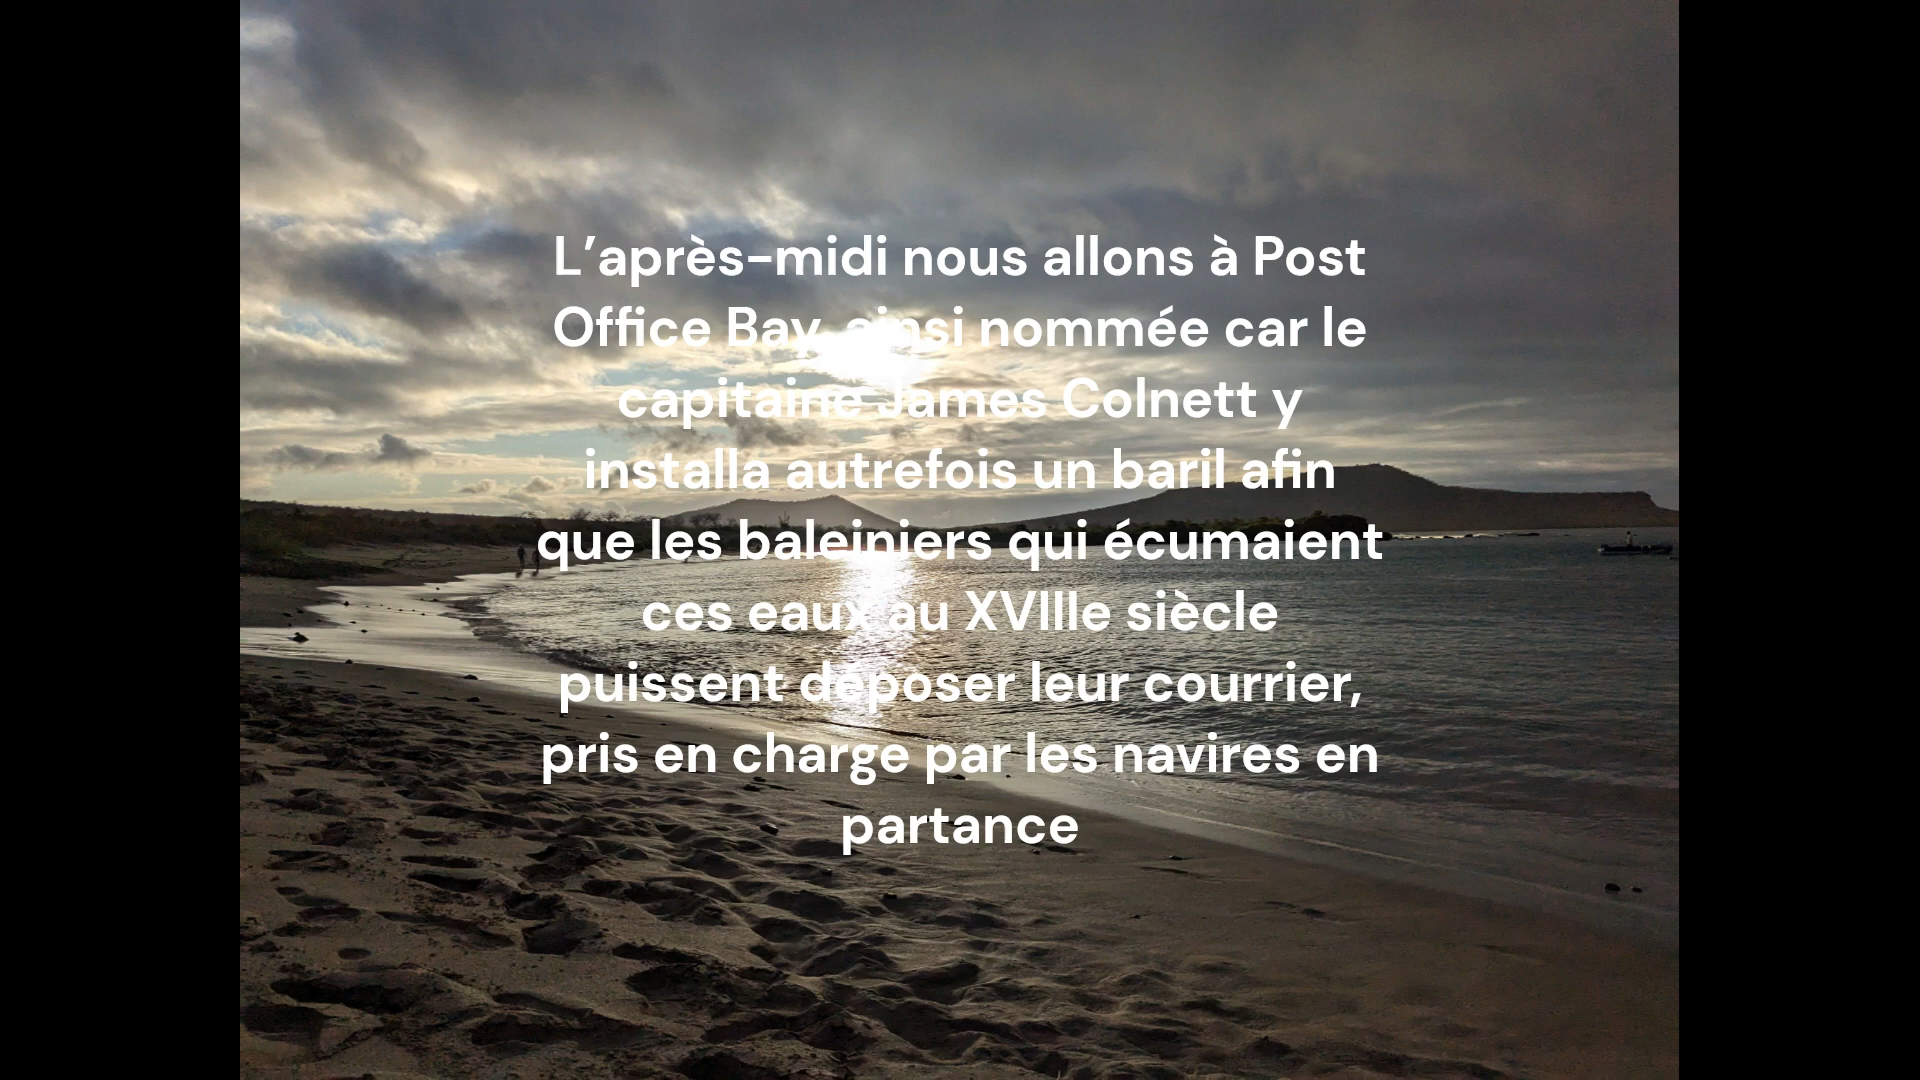 L’après-midi nous allons à Post
Office Bay, ainsi nommée car le
capitaine James Colnett y
installa autrefois un baril afin
que les baleiniers qui écumaient
ces eaux au XVIIIe siècle
puissent déposer leur courrier,
pris en charge par les navires en
partance